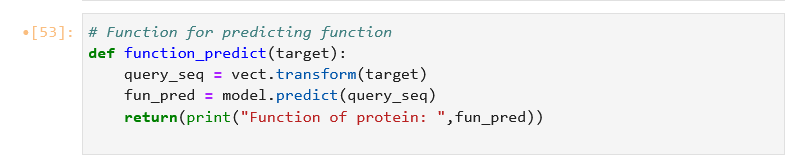 •[53]: # Function for predicting function
def function_predict(target):
    query_seq = vect.transform(target)
    fun_pred = model.predict(query_seq)
    return(print("Function of protein: ",fun_pred))